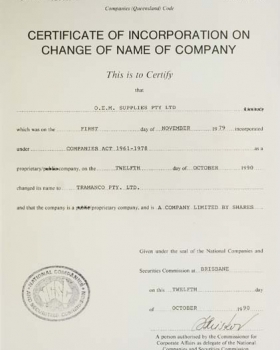 Companies (Queensland) Code
CERTIFICATE OF INCORPORATION ON
CHANGE OF NAME OF COMPANY
This is to Certify
that
O.E.M. SUPPLIES PTY LTD
which was on the FIRST day of NOVEMBER 1979 incorporated
under COMPANIES ACT 1961-1978 as a
proprietary/public company, on the TWELFTH day of OCTOBER 1990
changed its name to TRAMANCO PTY. LTD.
and that the company is a public proprietary company, and is A COMPANY LIMITED BY SHARES
Given under the seal of the National Companies and
Securities Commission at BRISBANE
on this TWELFTH day
of OCTOBER 1990
A person authorised by the Commissioner for
Corporate Affairs as delegate of the National
Companies and Securities Commission